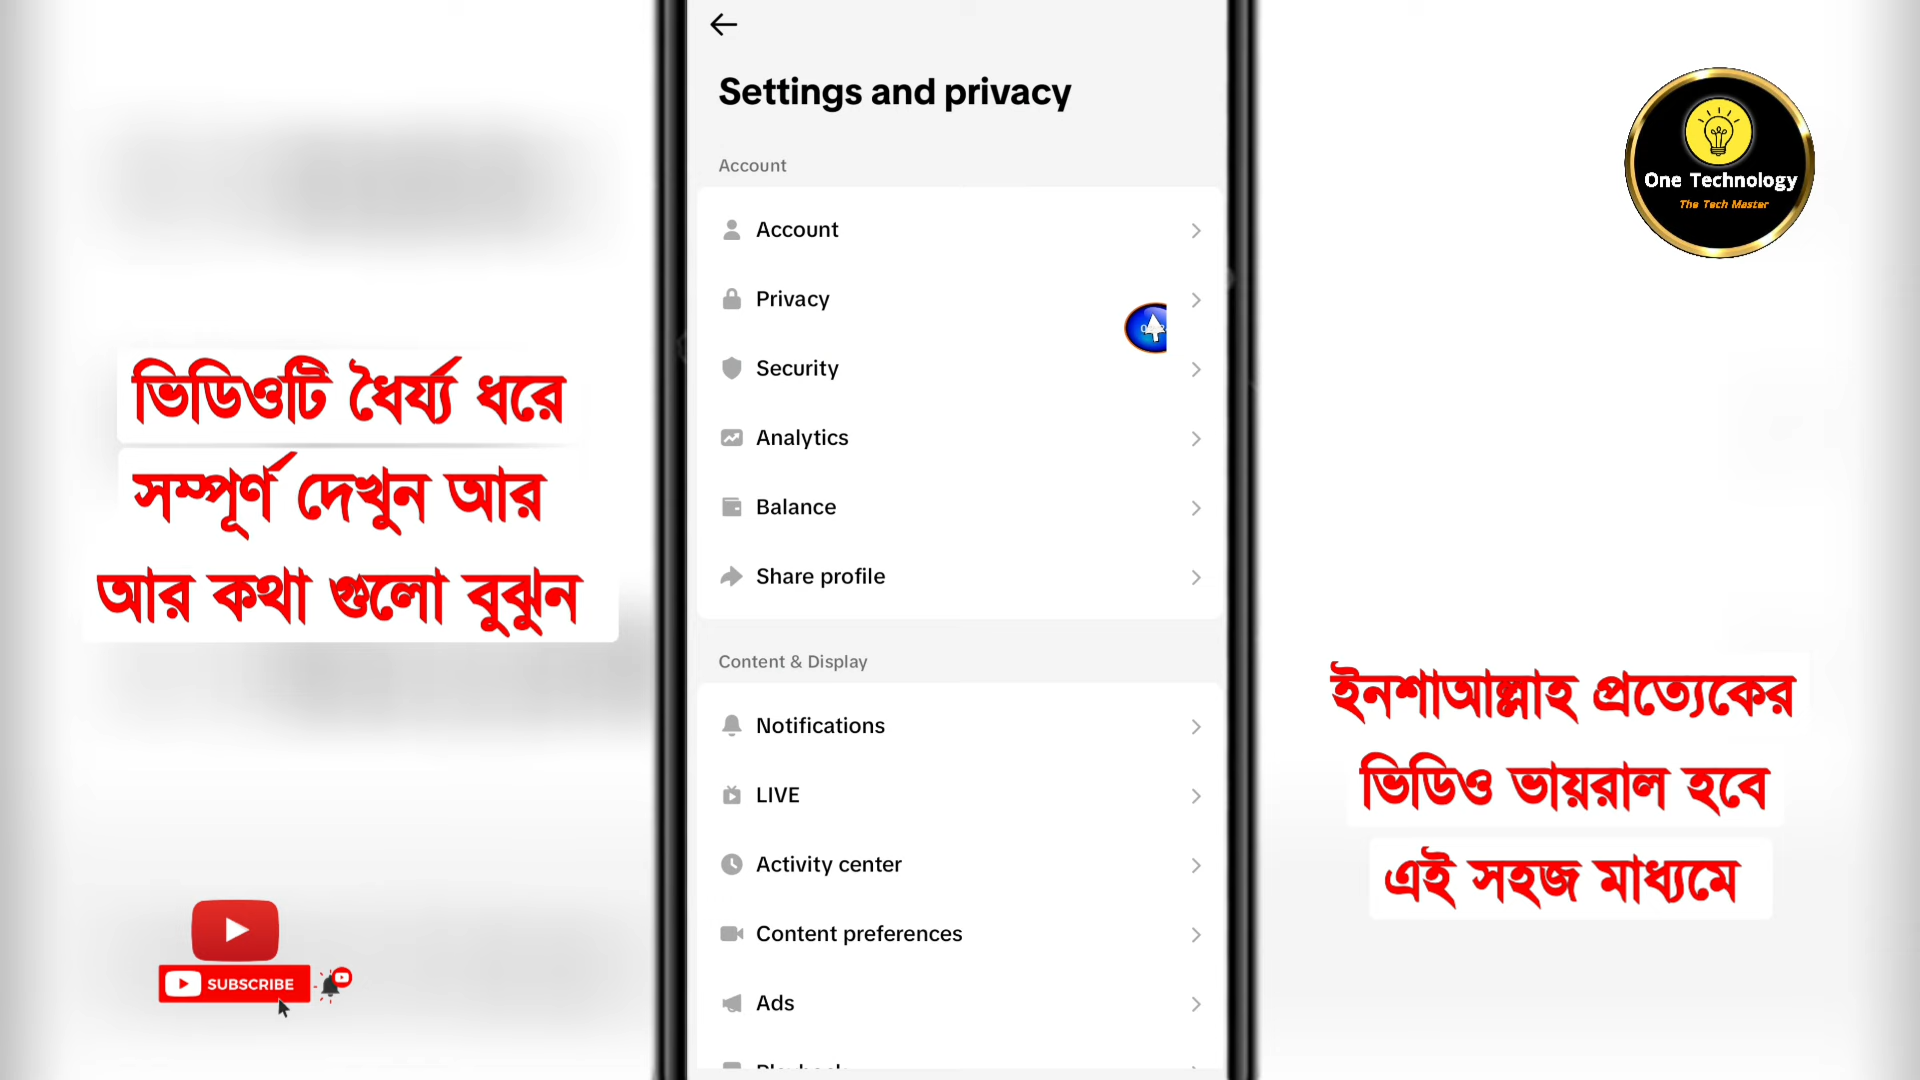 Settings and privacy
Account
Account
Privacy
Security
Analytics
Balance
Share profile
Content & Display
Notifications
LIVE
Activity center
Content preferences
Ads
ভিডিওটি ধৈর্য্য ধরে
সম্পূর্ণ দেখুন আর
আর কথা গুলো বুঝুন
SUBSCRIBE
One Technology
The Tech Master
ইনশাআল্লাহ প্রত্যেকের
ভিডিও ভায়রাল হবে
এই সহজ মাধ্যমে